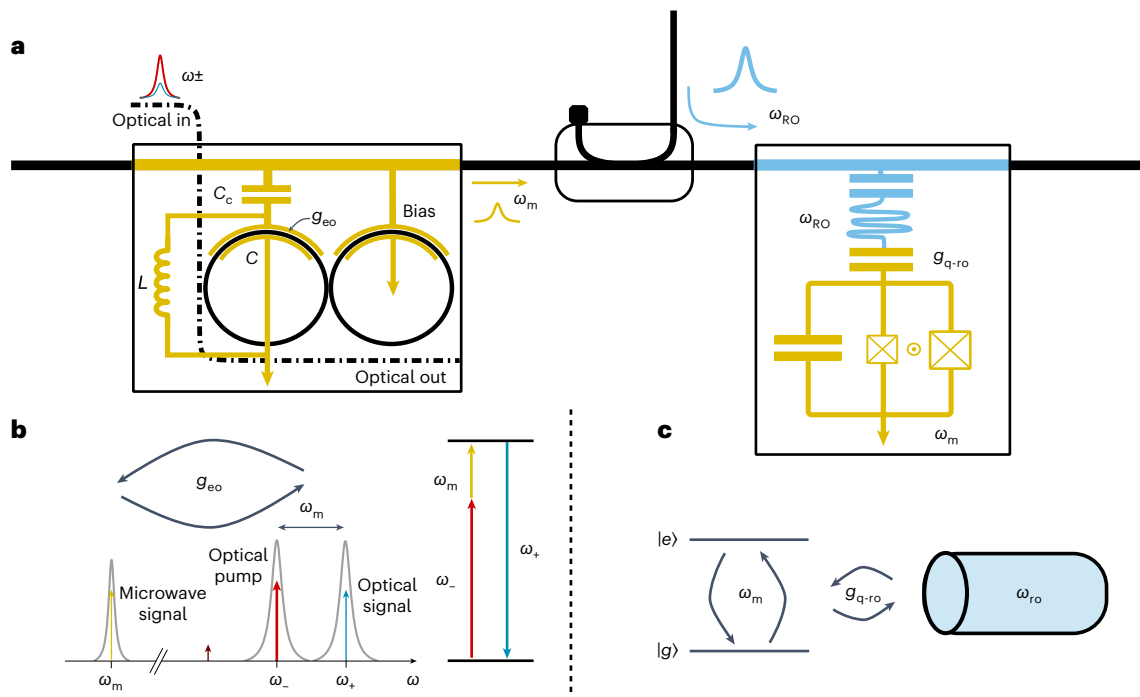 a
ω±
Optical in
ω_RO
C_c
g_eo
ω_m
Bias
ω_RO
C
L
g_q-ro
Optical out
ω_m
b
c
g_eo
ω_m
ω_m
|e⟩
Optical
pump
ω_+
Optical
signal
Microwave
signal
ω_−
ω_m
g_q-ro
ω_ro
|g⟩
ω_m
ω_−
ω_+
ω